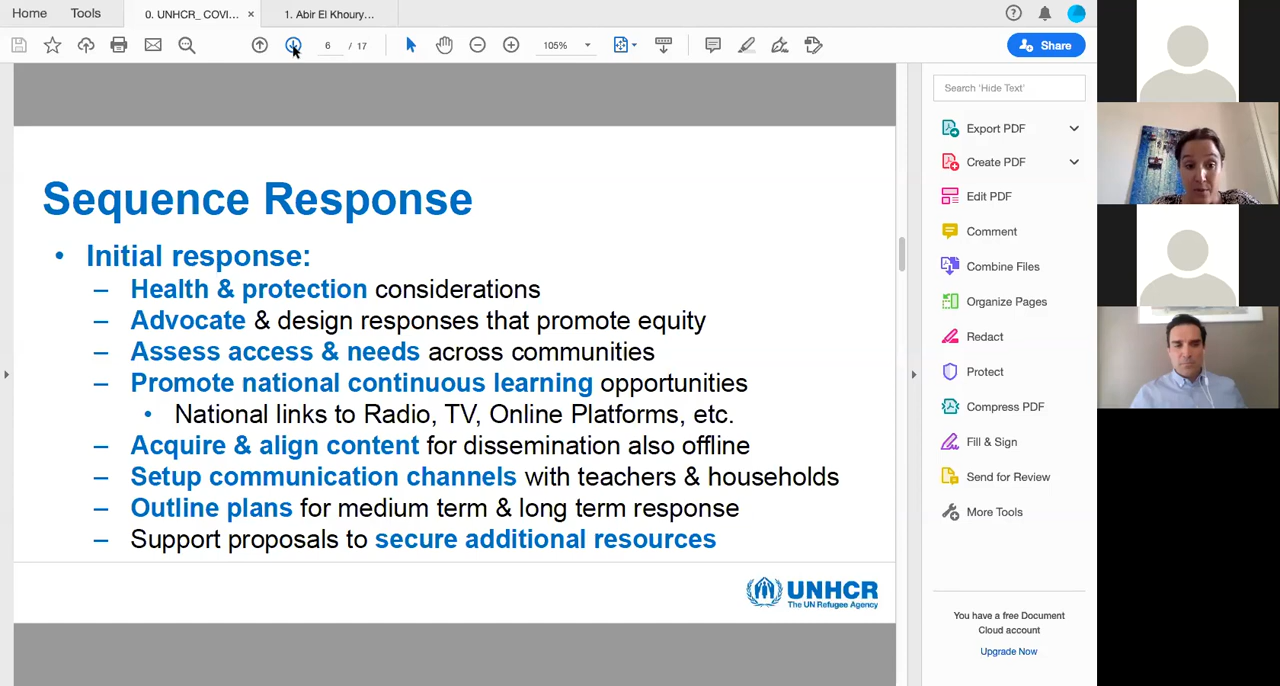 Home
Tools
0. UNHCR_ COVI...
×
1. Abir El Khoury...
6 / 17
105%
Share
Sequence Response
• Initial response:
– Health & protection considerations
– Advocate & design responses that promote equity
– Assess access & needs across communities
– Promote national continuous learning opportunities
• National links to Radio, TV, Online Platforms, etc.
– Acquire & align content for dissemination also offline
– Setup communication channels with teachers & households
– Outline plans for medium term & long term response
– Support proposals to secure additional resources
UNHCR
The UN Refugee Agency
Search 'Hide Text'
Export PDF
Create PDF
Edit PDF
Comment
Combine Files
Organize Pages
Redact
Protect
Compress PDF
Fill & Sign
Send for Review
More Tools
You have a free Document
Cloud account
Upgrade Now